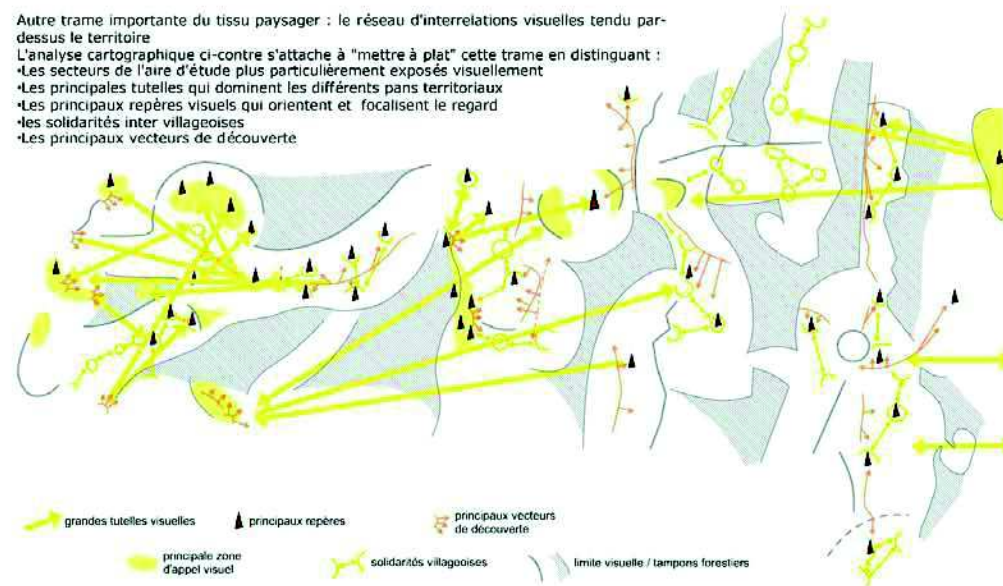 Autre trame importante du tissu paysager : le réseau d'interrelations visuelles tendu par-
dessus le territoire
L'analyse cartographique ci-contre s'attache à "mettre à plat" cette trame en distinguant :
•Les secteurs de l'aire d'étude plus particulièrement exposés visuellement
•Les principales tutelles qui dominent les différents pans territoriaux
•Les principaux repères visuels qui orientent et focalisent le regard
•les solidarités inter villageoises
•Les principaux vecteurs de découverte
grandes tutelles visuelles
principaux repères
principaux vecteurs
de découverte
principale zone
d'appel visuel
solidarités villagoises
limite visuelle / tampons forestiers